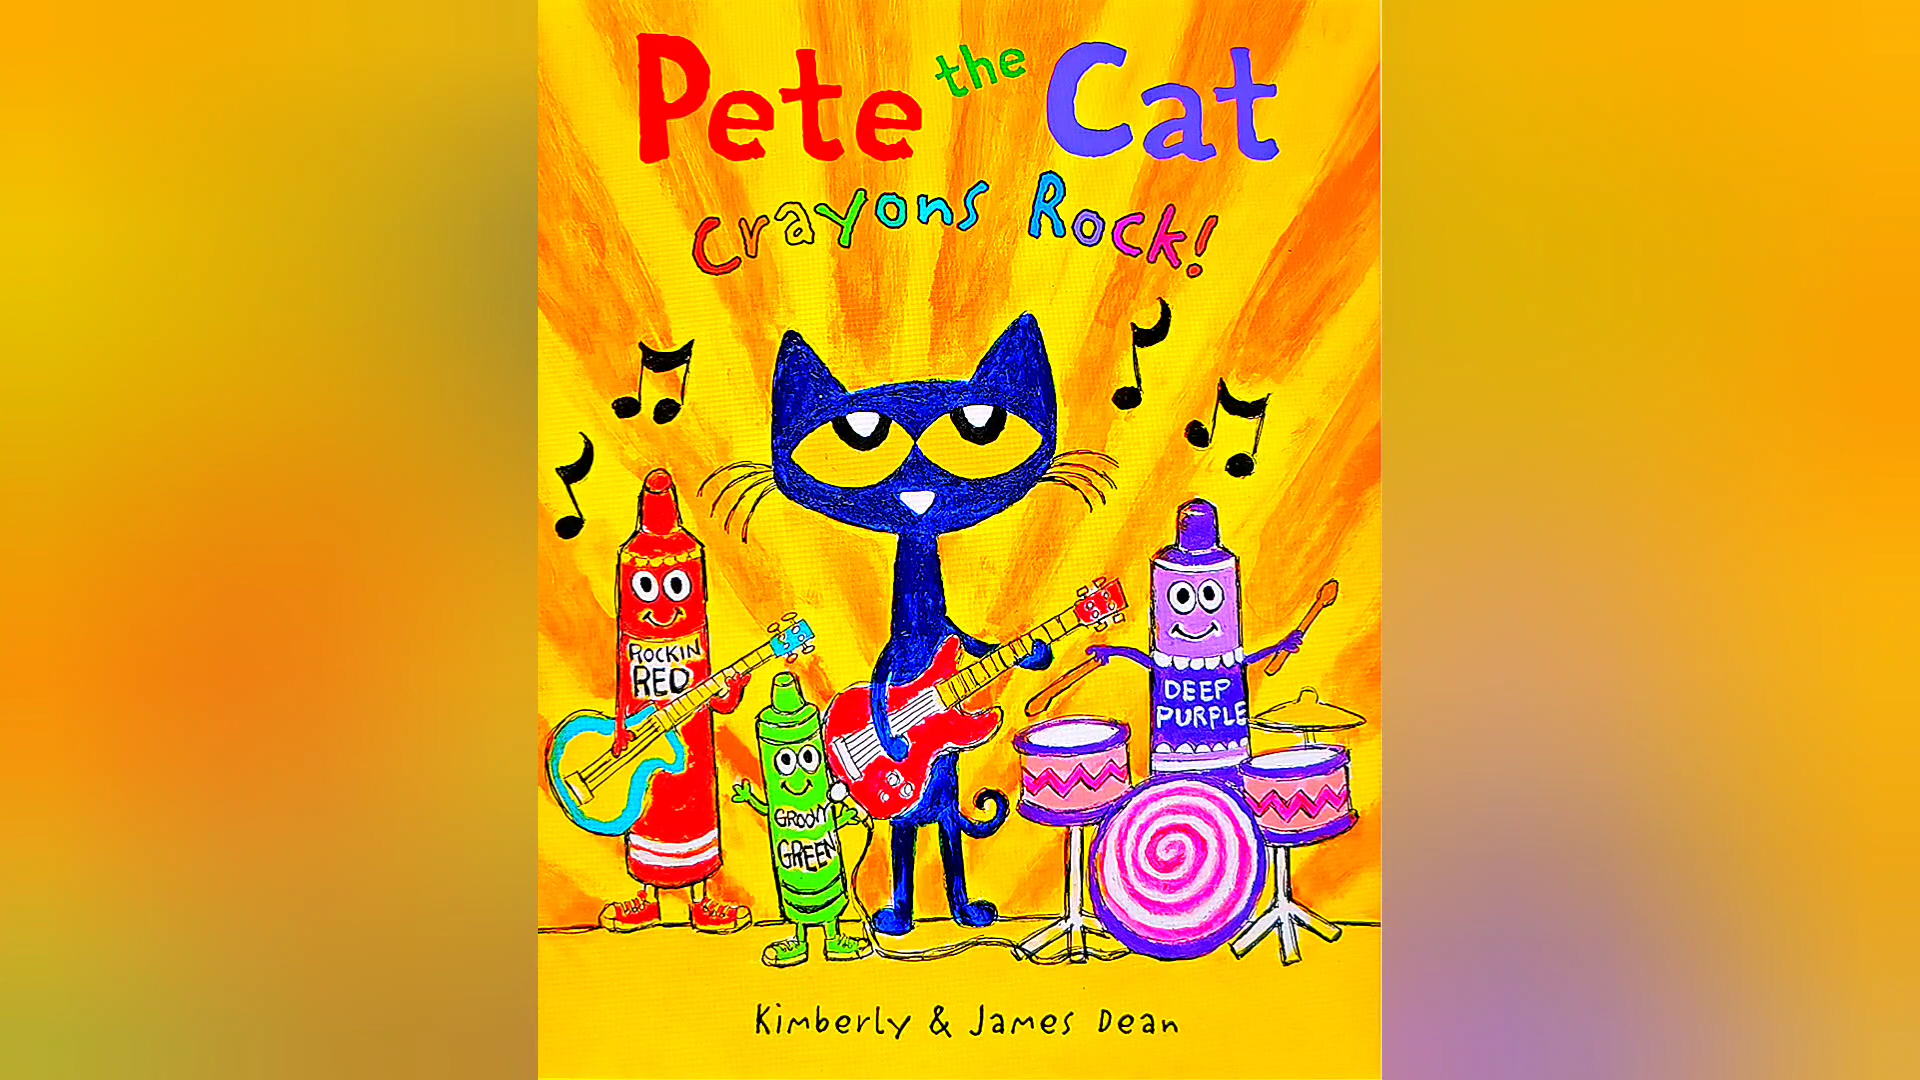 Pete the Cat
Crayons Rock!
ROCKIN
RED
GROOVY
GREEN
DEEP
PURPLE
Kimberly & James Dean